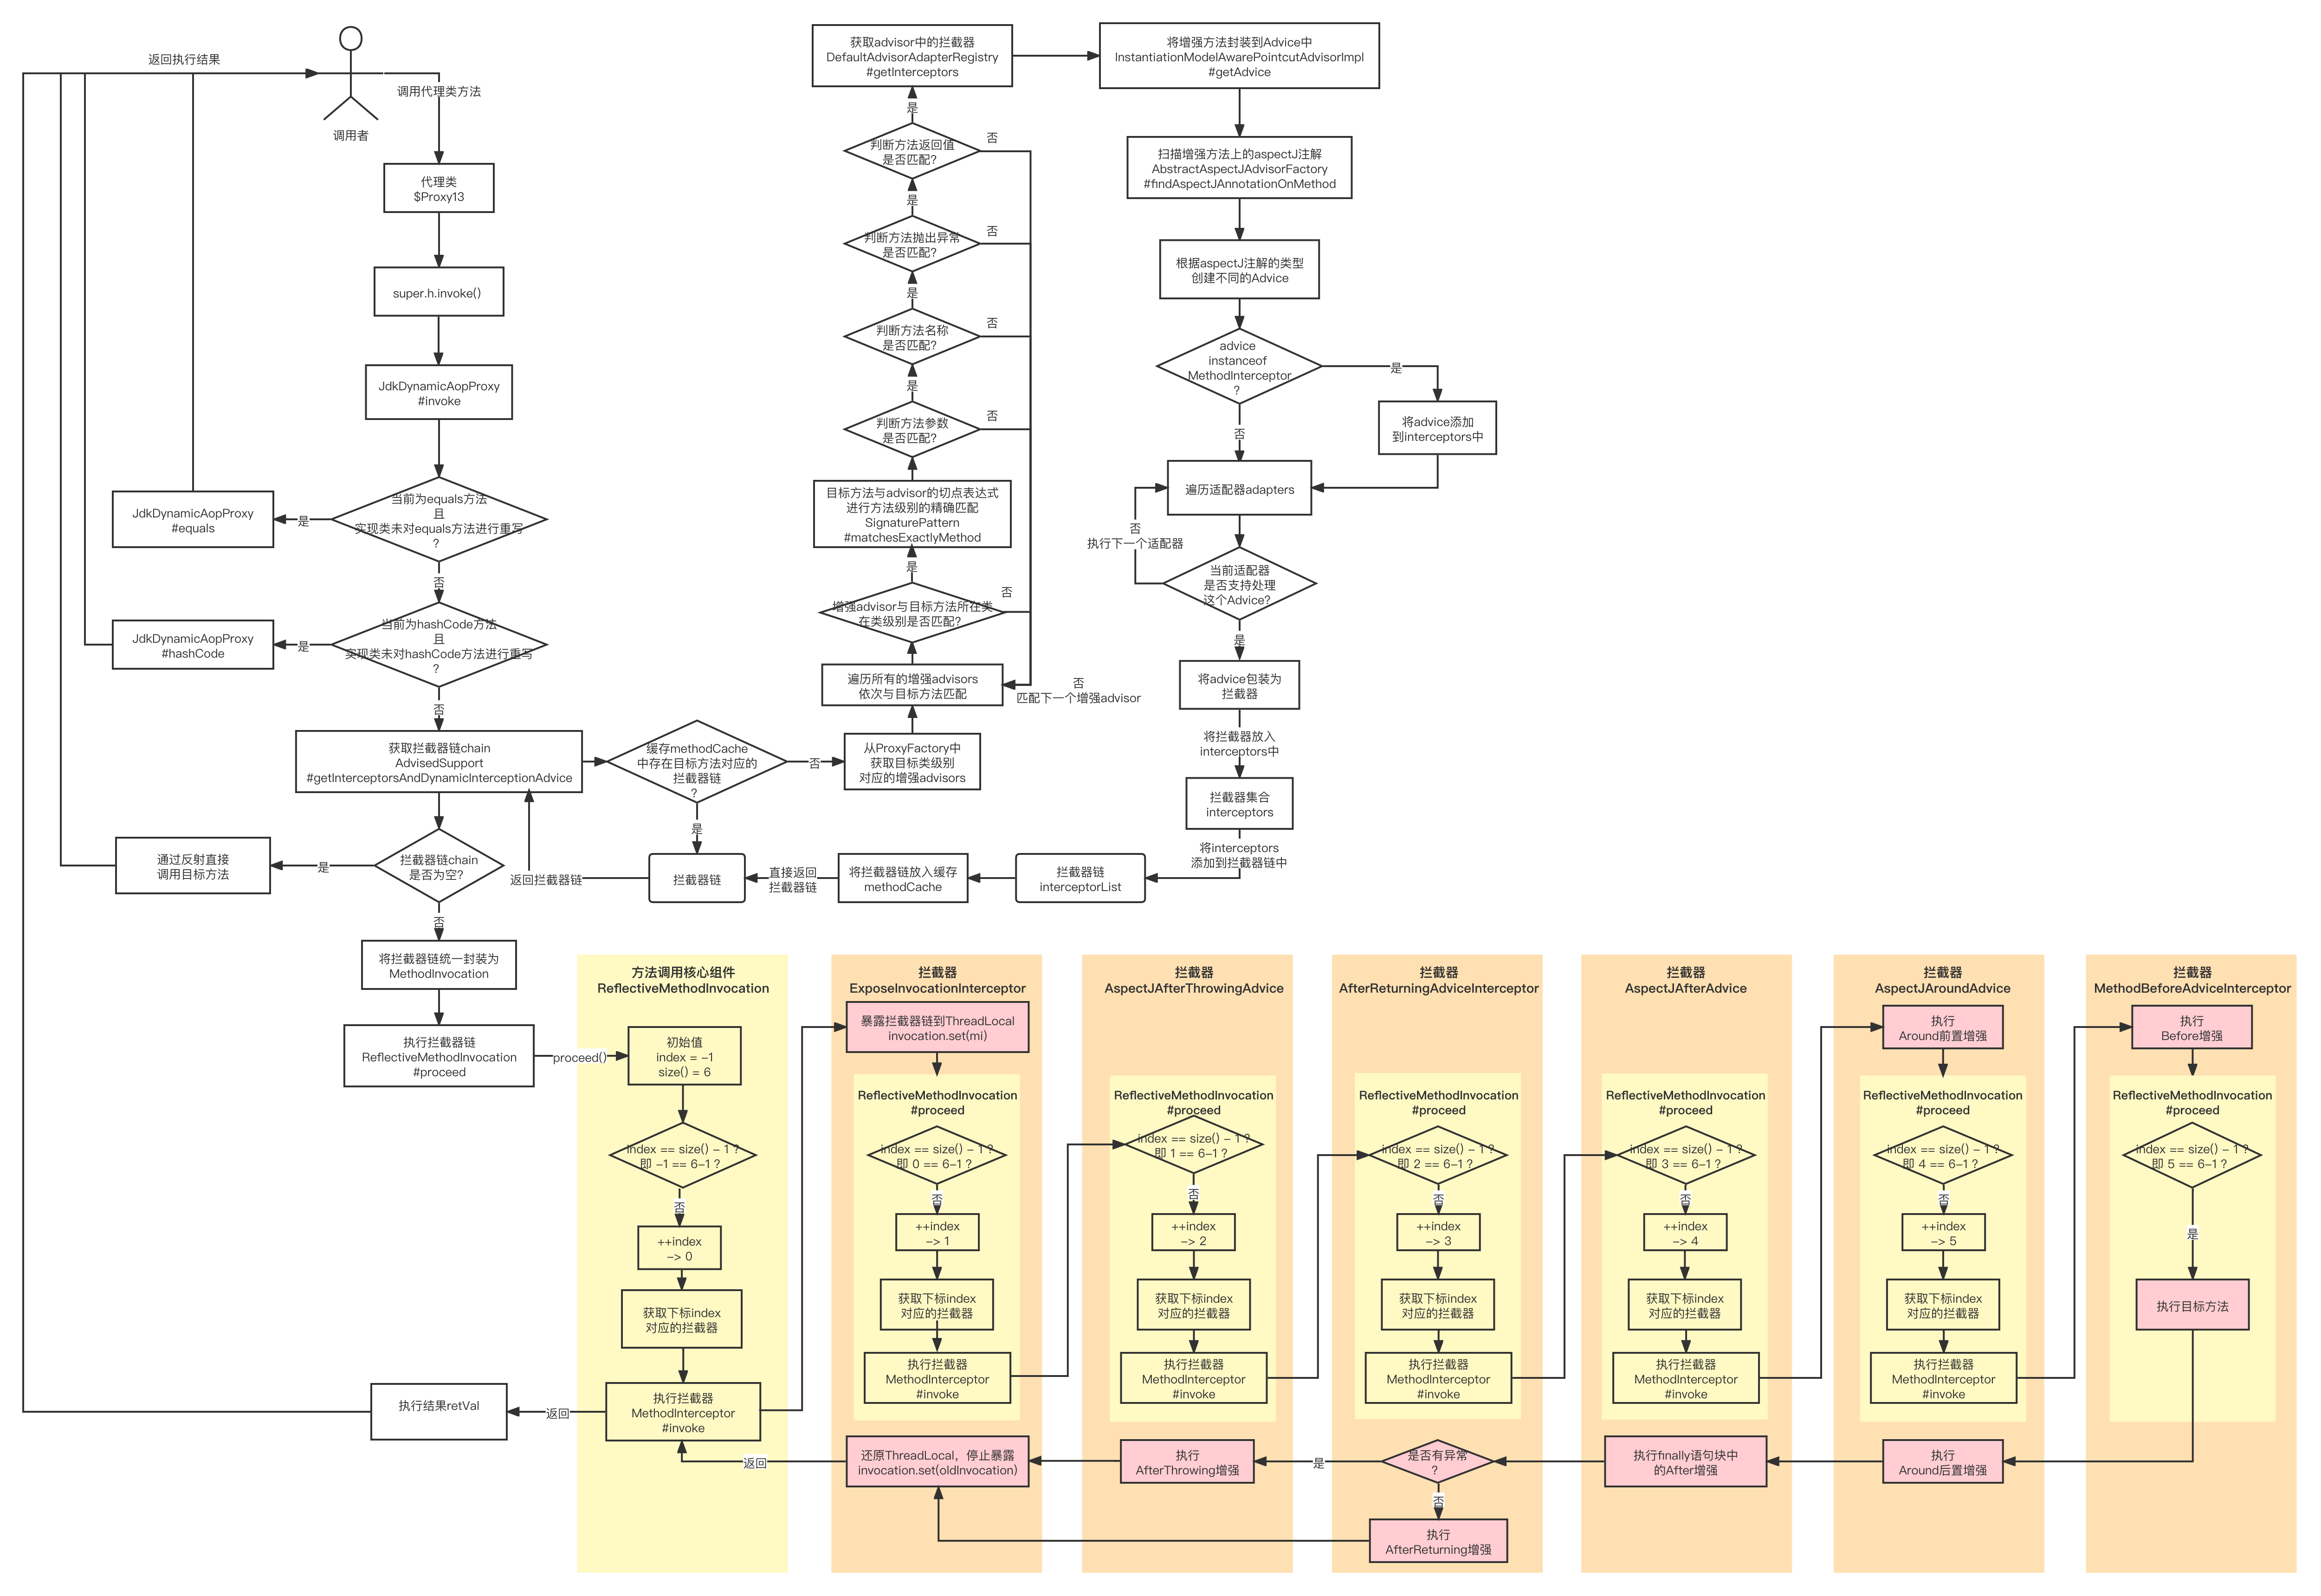 返回执行结果
调用代理类方法
调用者
代理类
$Proxy13
super.h.invoke()
JdkDynamicAopProxy
#invoke
当前为equals方法
且
实现类未对equals方法进行重写
?
是
JdkDynamicAopProxy
#equals
否
当前为hashCode方法
且
实现类未对hashCode方法进行重写
?
是
JdkDynamicAopProxy
#hashCode
否
获取拦截器链chain
AdvisedSupport
#getInterceptorsAndDynamicInterceptionAdvice
拦截器链chain
是否为空?
是
通过反射直接
调用目标方法
否
将拦截器链统一封装为
MethodInvocation
执行拦截器链
ReflectiveMethodInvocation
#proceed
proceed()
缓存methodCache
中存在目标方法对应的
拦截器链
?
否
是
从ProxyFactory中
获取目标类级别
对应的增强advisors
遍历所有的增强advisors
依次与目标方法匹配
否
匹配下一个增强advisor
增强advisor与目标方法所在类
在类级别是否匹配?
否
是
目标方法与advisor的切点表达式
进行方法级别的精确匹配
SignaturePattern
#matchesExactlyMethod
判断方法参数
是否匹配?
否
是
判断方法名称
是否匹配?
否
是
判断方法抛出异常
是否匹配?
否
是
判断方法返回值
是否匹配?
否
是
获取advisor中的拦截器
DefaultAdvisorAdapterRegistry
#getInterceptors
将增强方法封装到Advice中
InstantiationModelAwarePointcutAdvisorImpl
#getAdvice
扫描增强方法上的aspectJ注解
AbstractAspectJAdvisorFactory
#findAspectJAnnotationOnMethod
根据aspectJ注解的类型
创建不同的Advice
advice
instanceof
MethodInterceptor
?
是
将advice添加
到interceptors中
否
遍历适配器adapters
否
执行下一个适配器
当前适配器
是否支持处理
这个Advice?
是
将advice包装为
拦截器
将拦截器放入
interceptors中
拦截器集合
interceptors
将interceptors
添加到拦截器链中
拦截器链
interceptorList
将拦截器链放入缓存
methodCache
直接返回
拦截器链
拦截器链
返回拦截器链
方法调用核心组件
ReflectiveMethodInvocation
初始值
index = -1
size() = 6
index == size() - 1 ?
即 -1 == 6-1 ?
否
++index
-> 0
获取下标index
对应的拦截器
执行拦截器
MethodInterceptor
#invoke
返回
执行结果retVal
返回
拦截器
ExposeInvocationInterceptor
暴露拦截器链到ThreadLocal
invocation.set(mi)
ReflectiveMethodInvocation
#proceed
index == size() - 1 ?
即 0 == 6-1 ?
否
++index
-> 1
获取下标index
对应的拦截器
执行拦截器
MethodInterceptor
#invoke
还原ThreadLocal，停止暴露
invocation.set(oldInvocation)
拦截器
AspectJAfterThrowingAdvice
ReflectiveMethodInvocation
#proceed
index == size() - 1 ?
即 1 == 6-1 ?
否
++index
-> 2
获取下标index
对应的拦截器
执行拦截器
MethodInterceptor
#invoke
执行
AfterThrowing增强
拦截器
AfterReturningAdviceInterceptor
ReflectiveMethodInvocation
#proceed
index == size() - 1 ?
即 2 == 6-1 ?
否
++index
-> 3
获取下标index
对应的拦截器
执行拦截器
MethodInterceptor
#invoke
是否有异常
?
是
否
执行
AfterReturning增强
拦截器
AspectJAfterAdvice
ReflectiveMethodInvocation
#proceed
index == size() - 1 ?
即 3 == 6-1 ?
否
++index
-> 4
获取下标index
对应的拦截器
执行拦截器
MethodInterceptor
#invoke
执行fnally语句块中
的After增强
拦截器
AspectJAroundAdvice
执行
Around前置增强
ReflectiveMethodInvocation
#proceed
index == size() - 1 ?
即 4 == 6-1 ?
否
++index
-> 5
获取下标index
对应的拦截器
执行拦截器
MethodInterceptor
#invoke
执行
Around后置增强
拦截器
MethodBeforeAdviceInterceptor
执行
Before增强
ReflectiveMethodInvocation
#proceed
index == size() - 1 ?
即 5 == 6-1 ?
是
执行目标方法